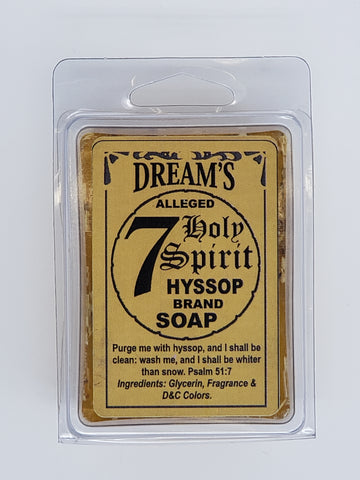 DREAM'S
ALLEGED
7 Holy
Spirit
HYSSOP
BRAND
SOAP
Purge me with hyssop, and I shall be
clean: wash me, and I shall be whiter
than snow. Psalm 51:7
Ingredients: Glycerin, Fragrance &
D&C Colors.